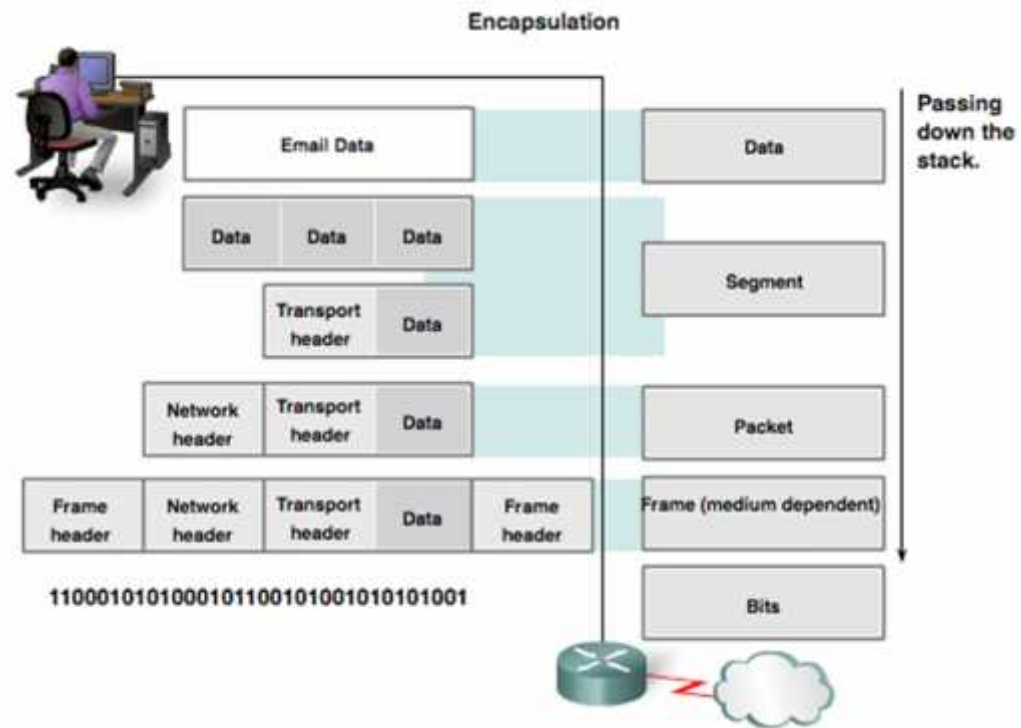 Encapsulation
Passing
down the
stack.
Email Data
Data
Data
Data
Data
Segment
Transport
header
Data
Network
header
Transport
header
Data
Packet
Frame
header
Network
header
Transport
header
Data
Frame
header
Frame (medium dependent)
1100010101000101100101001010101001
Bits